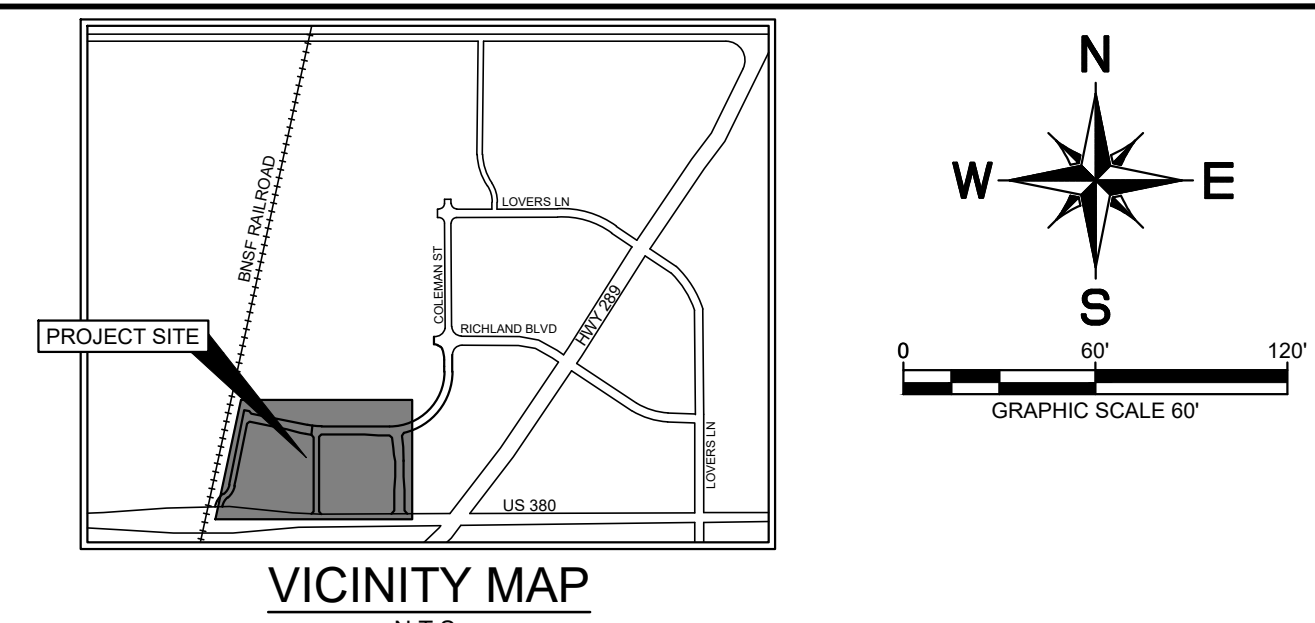 BNSF RAILROAD
LOVERS LN
COLEMAN ST
RICHLAND BLVD
HWY 289
PROJECT SITE
LOVERS LN
US 380
VICINITY MAP
N
W
E
S
0 60' 120'
GRAPHIC SCALE 60'